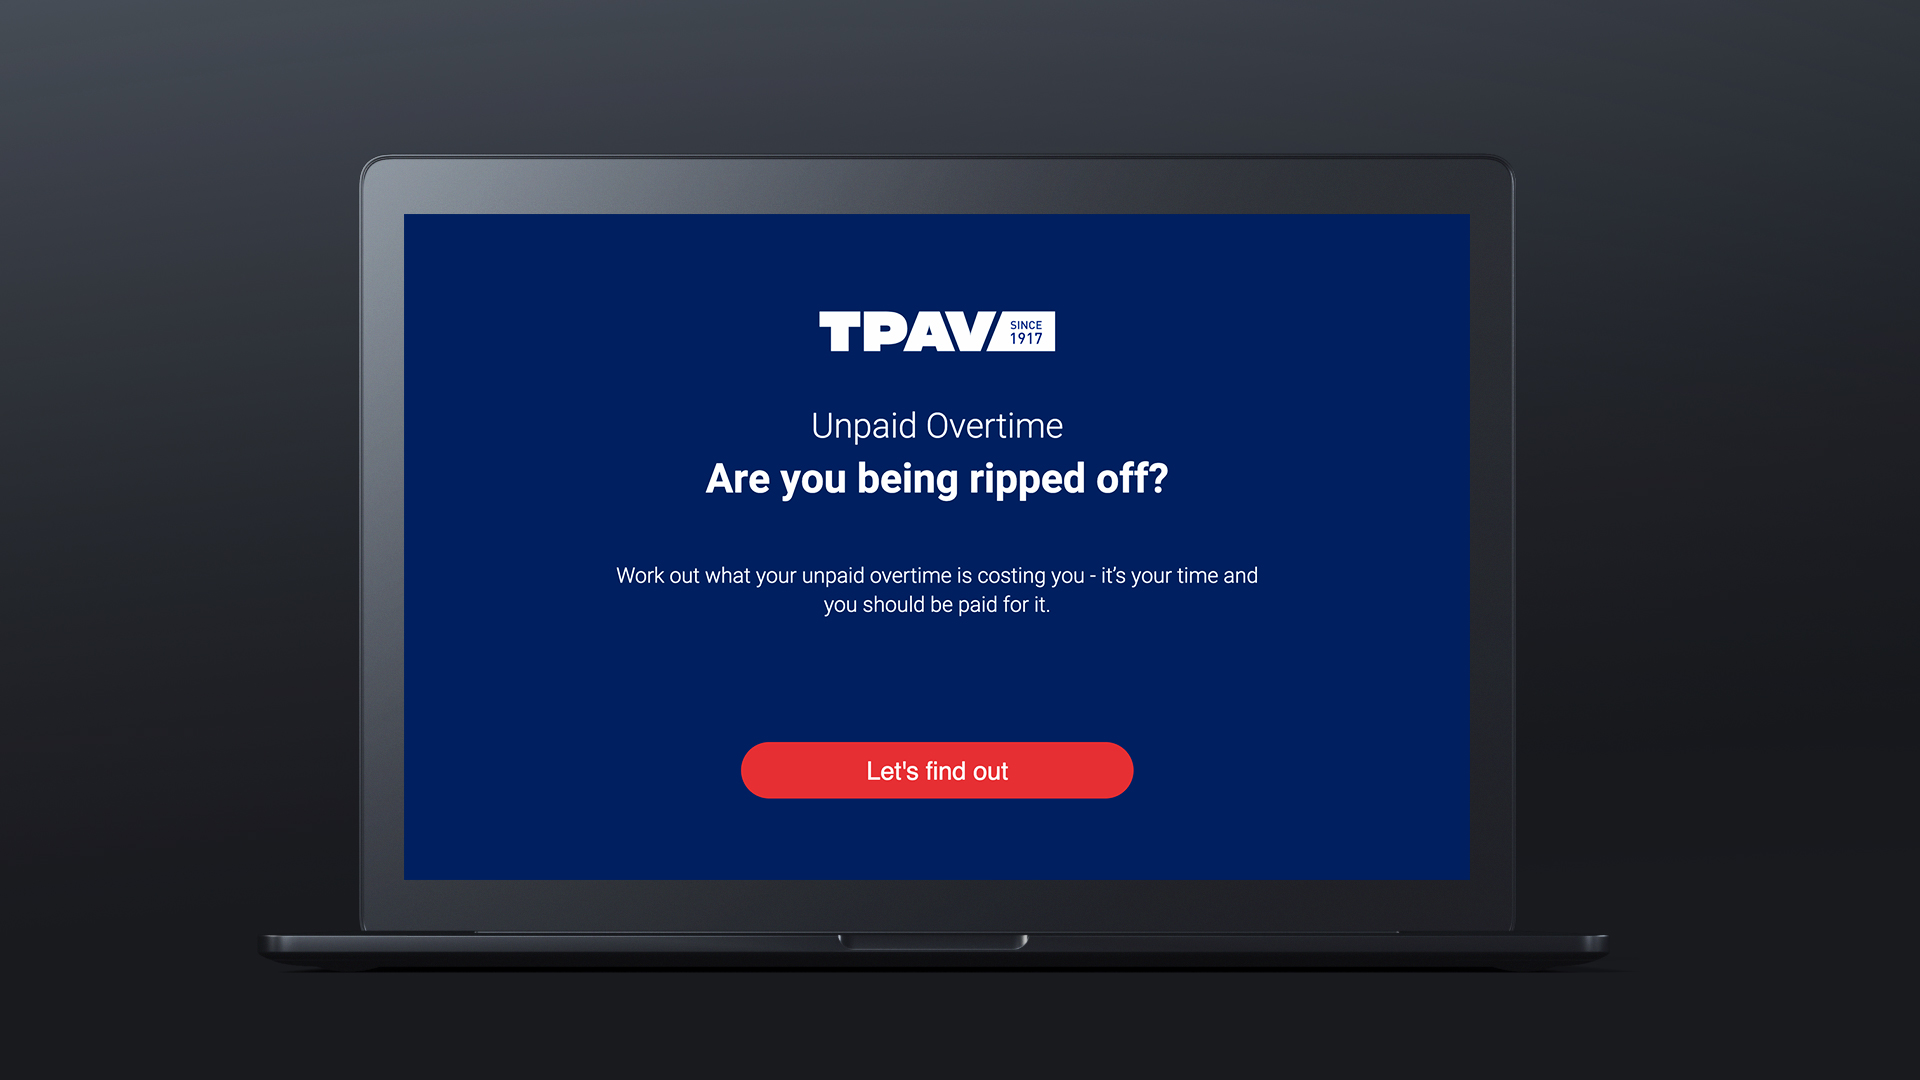 TPAV
SINCE
1917
Unpaid Overtime
Are you being ripped off?
Work out what your unpaid overtime is costing you - it’s your time and
you should be paid for it.
Let's find out